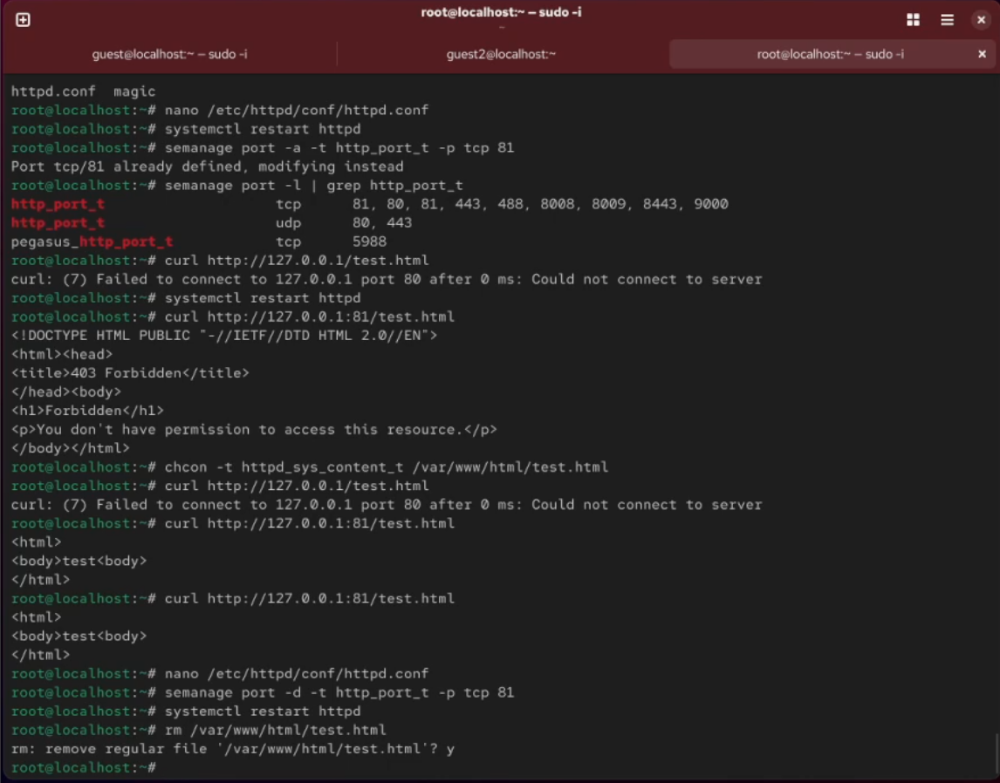 root@localhost:~ — sudo -i
~
guest@localhost:~ — sudo -i
guest2@localhost:~
root@localhost:~ — sudo -i
httpd.conf  magic
root@localhost:~# nano /etc/httpd/conf/httpd.conf
root@localhost:~# systemctl restart httpd
root@localhost:~# semanage port -a -t http_port_t -p tcp 81
Port tcp/81 already defined, modifying instead
root@localhost:~# semanage port -l | grep http_port_t
http_port_t                    tcp      81, 80, 81, 443, 488, 8008, 8009, 8443, 9000
http_port_t                    udp      80, 443
pegasus_http_port_t            tcp      5988
root@localhost:~# curl http://127.0.0.1/test.html
curl: (7) Failed to connect to 127.0.0.1 port 80 after 0 ms: Could not connect to server
root@localhost:~# systemctl restart httpd
root@localhost:~# curl http://127.0.0.1:81/test.html
<!DOCTYPE HTML PUBLIC "-//IETF//DTD HTML 2.0//EN">
<html><head>
<title>403 Forbidden</title>
</head><body>
<h1>Forbidden</h1>
<p>You don't have permission to access this resource.</p>
</body></html>
root@localhost:~# chcon -t httpd_sys_content_t /var/www/html/test.html
root@localhost:~# curl http://127.0.0.1/test.html
curl: (7) Failed to connect to 127.0.0.1 port 80 after 0 ms: Could not connect to server
root@localhost:~# curl http://127.0.0.1:81/test.html
<html>
<body>test<body>
</html>
root@localhost:~# curl http://127.0.0.1:81/test.html
<html>
<body>test<body>
</html>
root@localhost:~# nano /etc/httpd/conf/httpd.conf
root@localhost:~# semanage port -d -t http_port_t -p tcp 81
root@localhost:~# systemctl restart httpd
root@localhost:~# rm /var/www/html/test.html
rm: remove regular file '/var/www/html/test.html'? y
root@localhost:~#